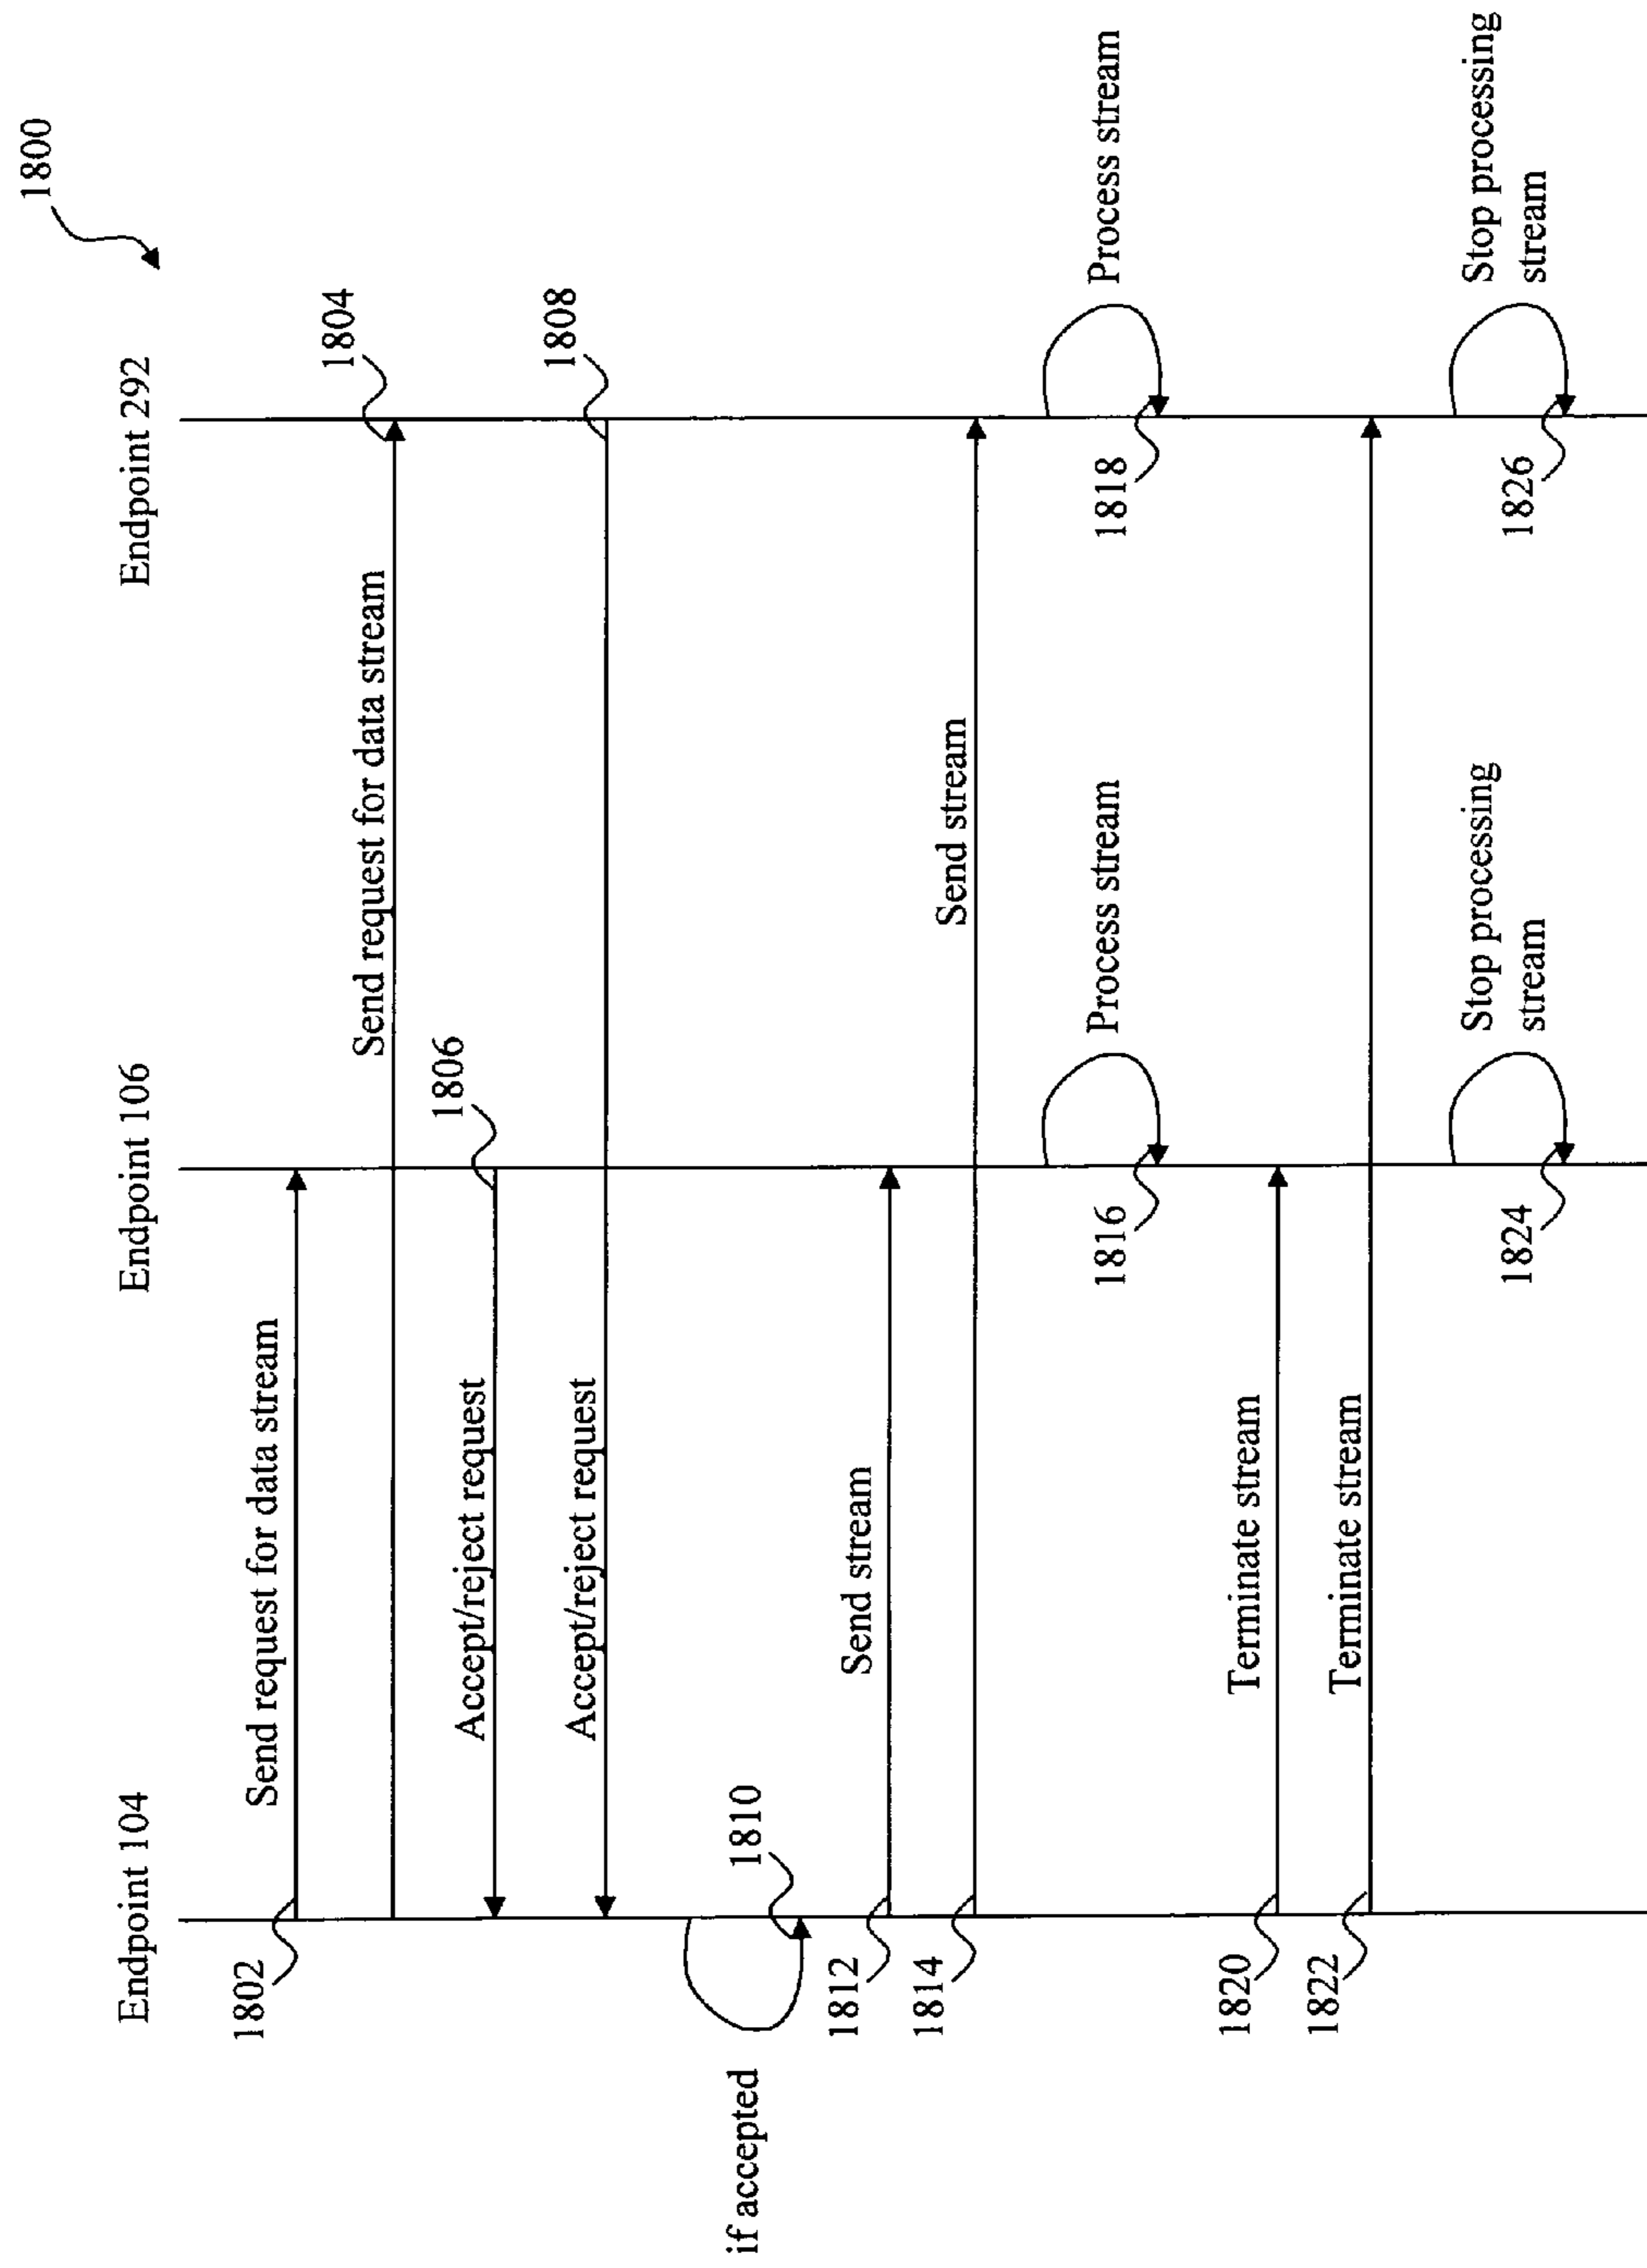 1800
Endpoint 104
Endpoint 106
Endpoint 292
1802
Send request for data stream
Send request for data stream
1804
Accept/reject request
1806
Accept/reject request
1808
if accepted
1810
1812
Send stream
1814
Send stream
1816
Process stream
1818
Process stream
1820
Terminate stream
1822
Terminate stream
1824
Stop processing
stream
1826
Stop processing
stream